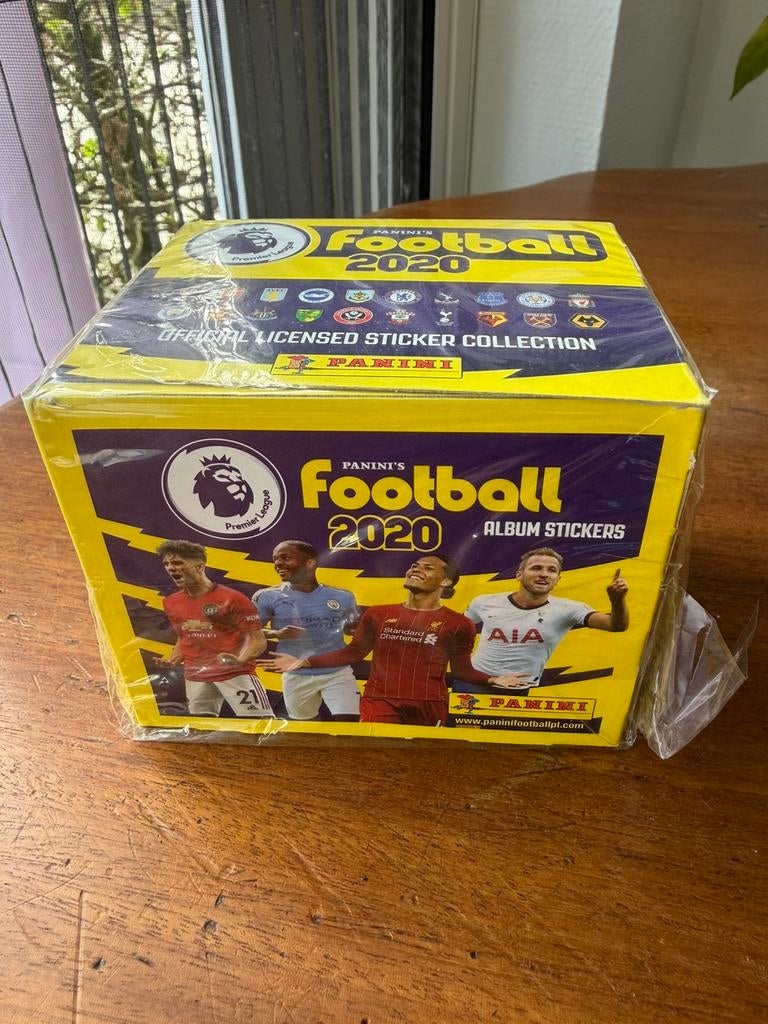 Premier League
PANINI'S
football
2020
OFFICIAL LICENSED STICKER COLLECTION
PANINI
Premier League
PANINI'S
football
2020
ALBUM STICKERS
Standard
Chartered
AIA
21
PANINI
www.paninifootballpl.com